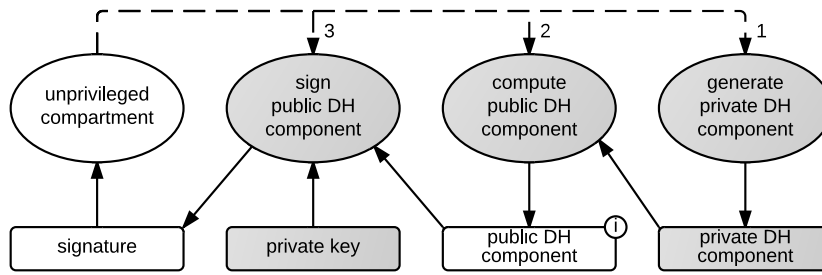 3
2
1
unprivileged
compartment
sign
public DH
component
compute
public DH
component
generate
private DH
component
signature
private key
public DH
component
i
private DH
component